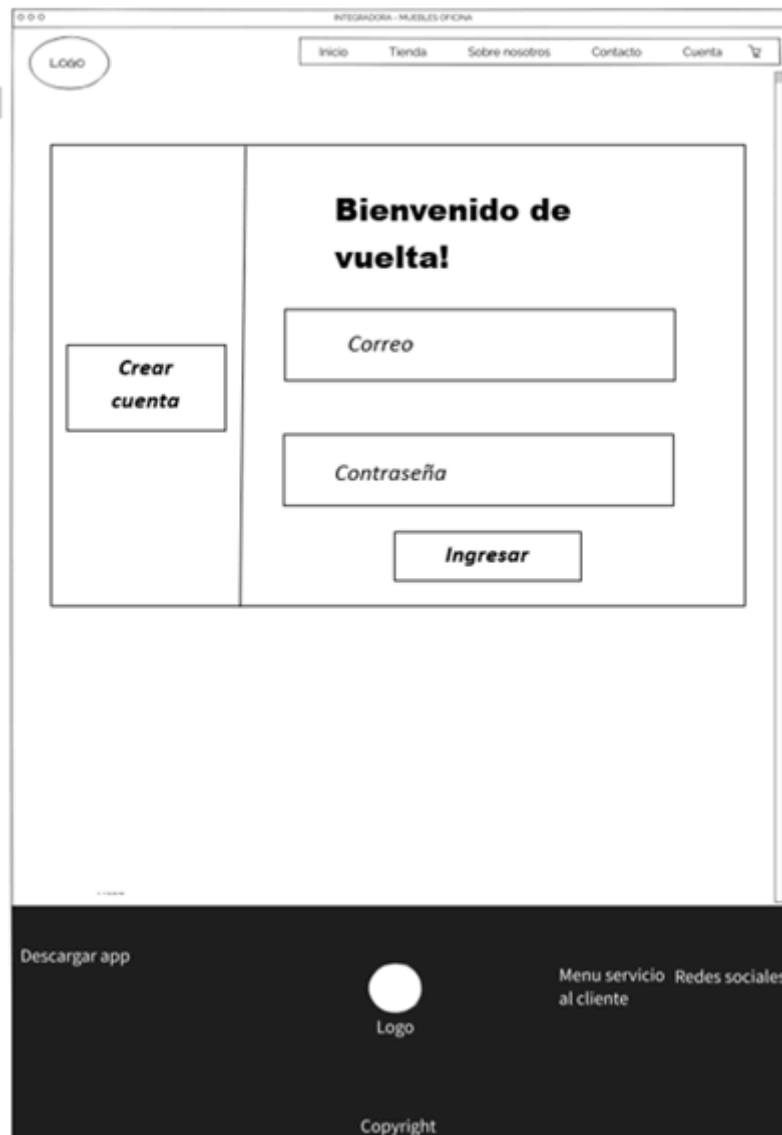 INTEGRADORA - MUEBLES OFICINA
LOGO
Inicio Tienda Sobre nosotros Contacto Cuenta
Bienvenido de
vuelta!
Correo
Crear
cuenta
Contraseña
Ingresar
Descargar app
Menu servicio
al cliente
Redes sociales
Logo
Copyright